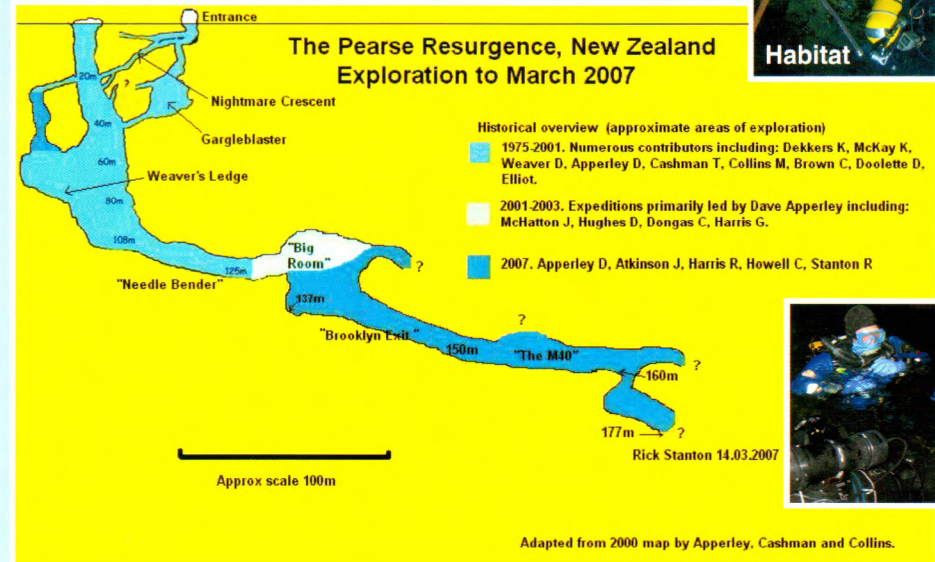 Entrance
The Pearse Resurgence, New Zealand
Exploration to March 2007
Habitat
20m
?
Nightmare Crescent
40m
Gargleblaster
60m
Weaver's Ledge
80m
108m
125m
"Needle Bender"
"Big
Room"
?
137m
"Brooklyn Exit"
150m
?
"The M40"
?
160m
177m
?
Historical overview (approximate areas of exploration)
1975-2001. Numerous contributors including: Dekkers K, McKay K,
Weaver D, Apperley D, Cashman T, Collins M, Brown C, Doolette D,
Elliot.
2001-2003. Expeditions primarily led by Dave Apperley including:
McHatton J, Hughes D, Dongas C, Harris G.
2007. Apperley D, Atkinson J, Harris R, Howell C, Stanton R
Rick Stanton 14.03.2007
Approx scale 100m
Adapted from 2000 map by Apperley, Cashman and Collins.